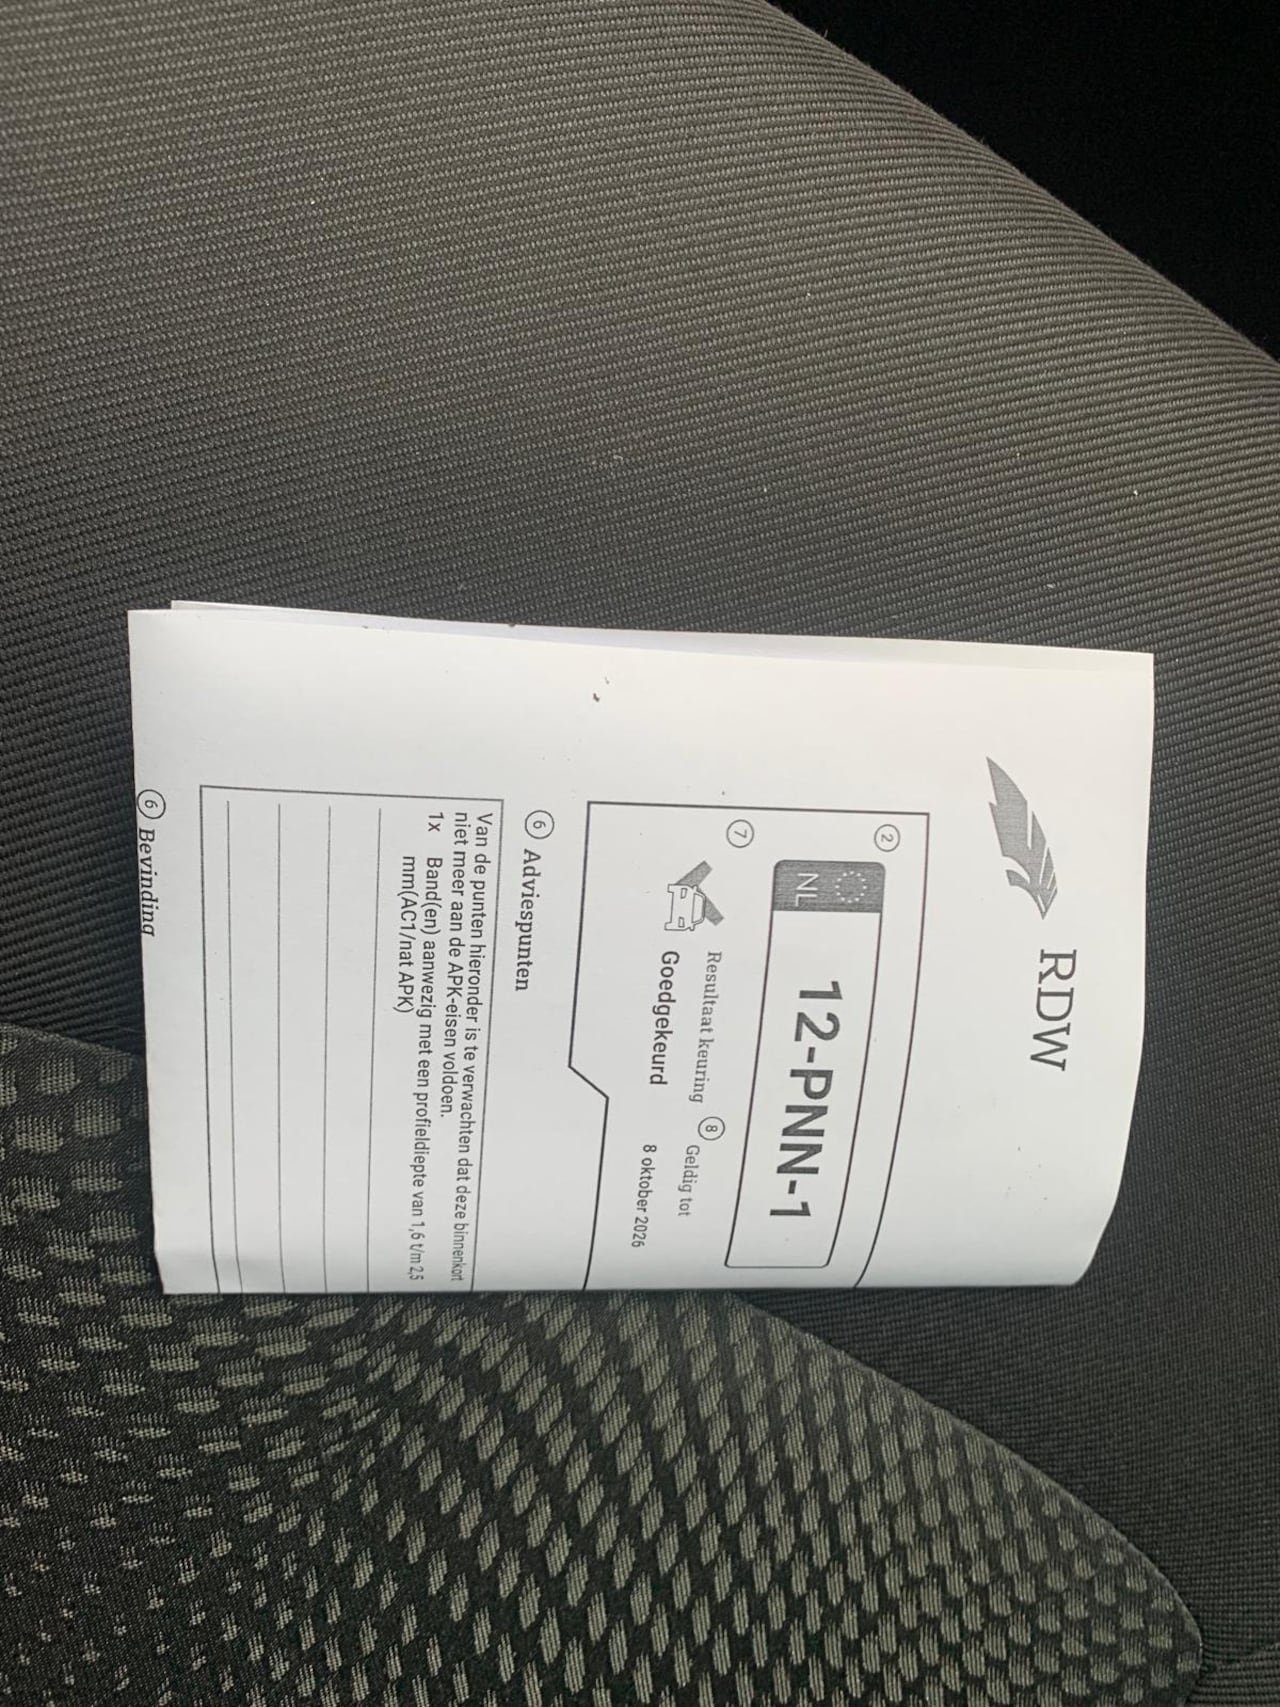 RDW
2
NL
12-PNN-1
7
Resultaat keuring
8
Geldig tot
Goedgekeurd
8 oktober 2026
6 Adviespunten
Van de punten hieronder is te verwachten dat deze binnenkort
niet meer aan de APK-eisen voldoen.
1x Band(en) aanwezig met een profieldiepte van 1,6 t/m 2,5
mm(AC1/nat APK)
6 Bevinding